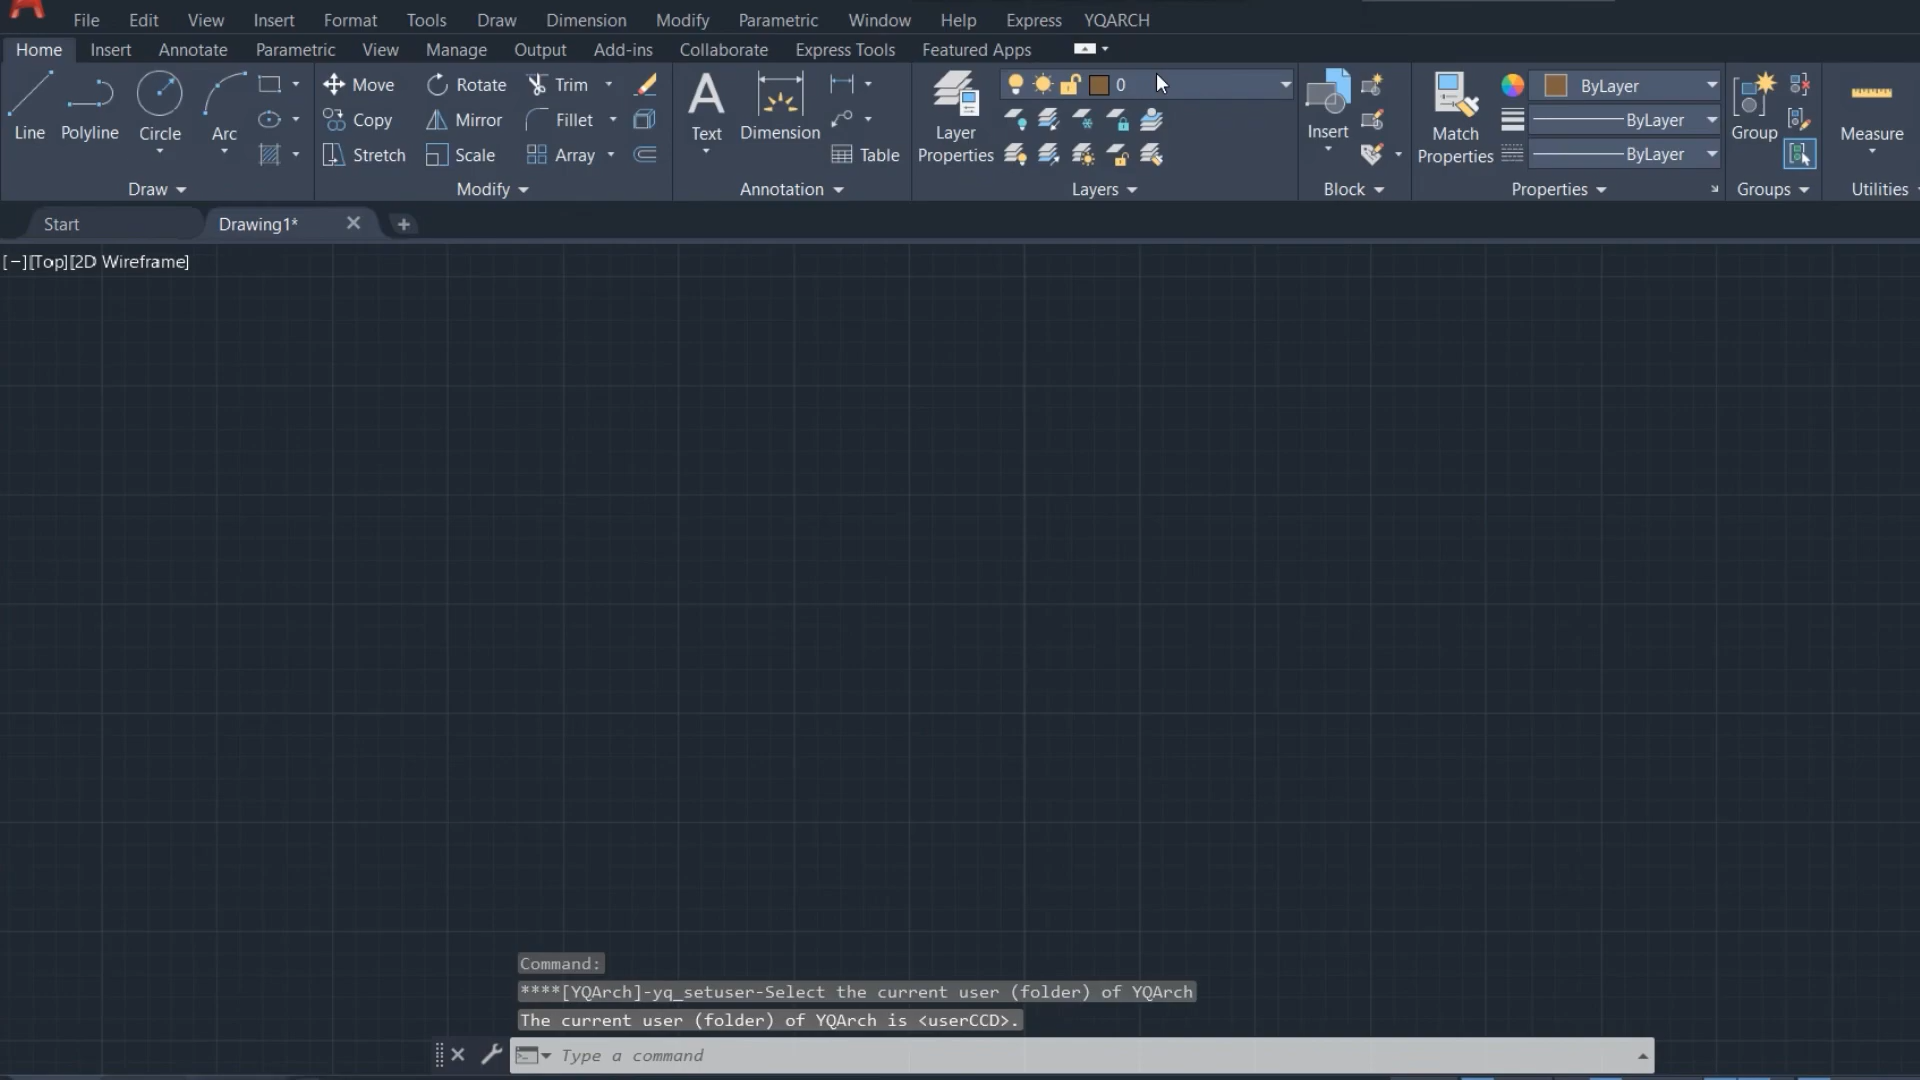 File Edit View Insert Format Tools Draw Dimension Modify Parametric Window Help Express YQARCH
Home Insert Annotate Parametric View Manage Output Add-ins Collaborate Express Tools Featured Apps
Move Rotate Trim 0 ByLayer
Line Polyline Circle Arc Copy Mirror Fillet Text Dimension Layer Properties Insert Match Properties ByLayer Group Measure
Stretch Scale Array Table ByLayer
Draw Modify Annotation Layers Block Properties Groups Utilities
Start Drawing1*
[−][Top][2D Wireframe]
Command:
****[YQArch]-yq_setuser-Select the current user (folder) of YQArch
The current user (folder) of YQArch is <userCCD>.
Type a command